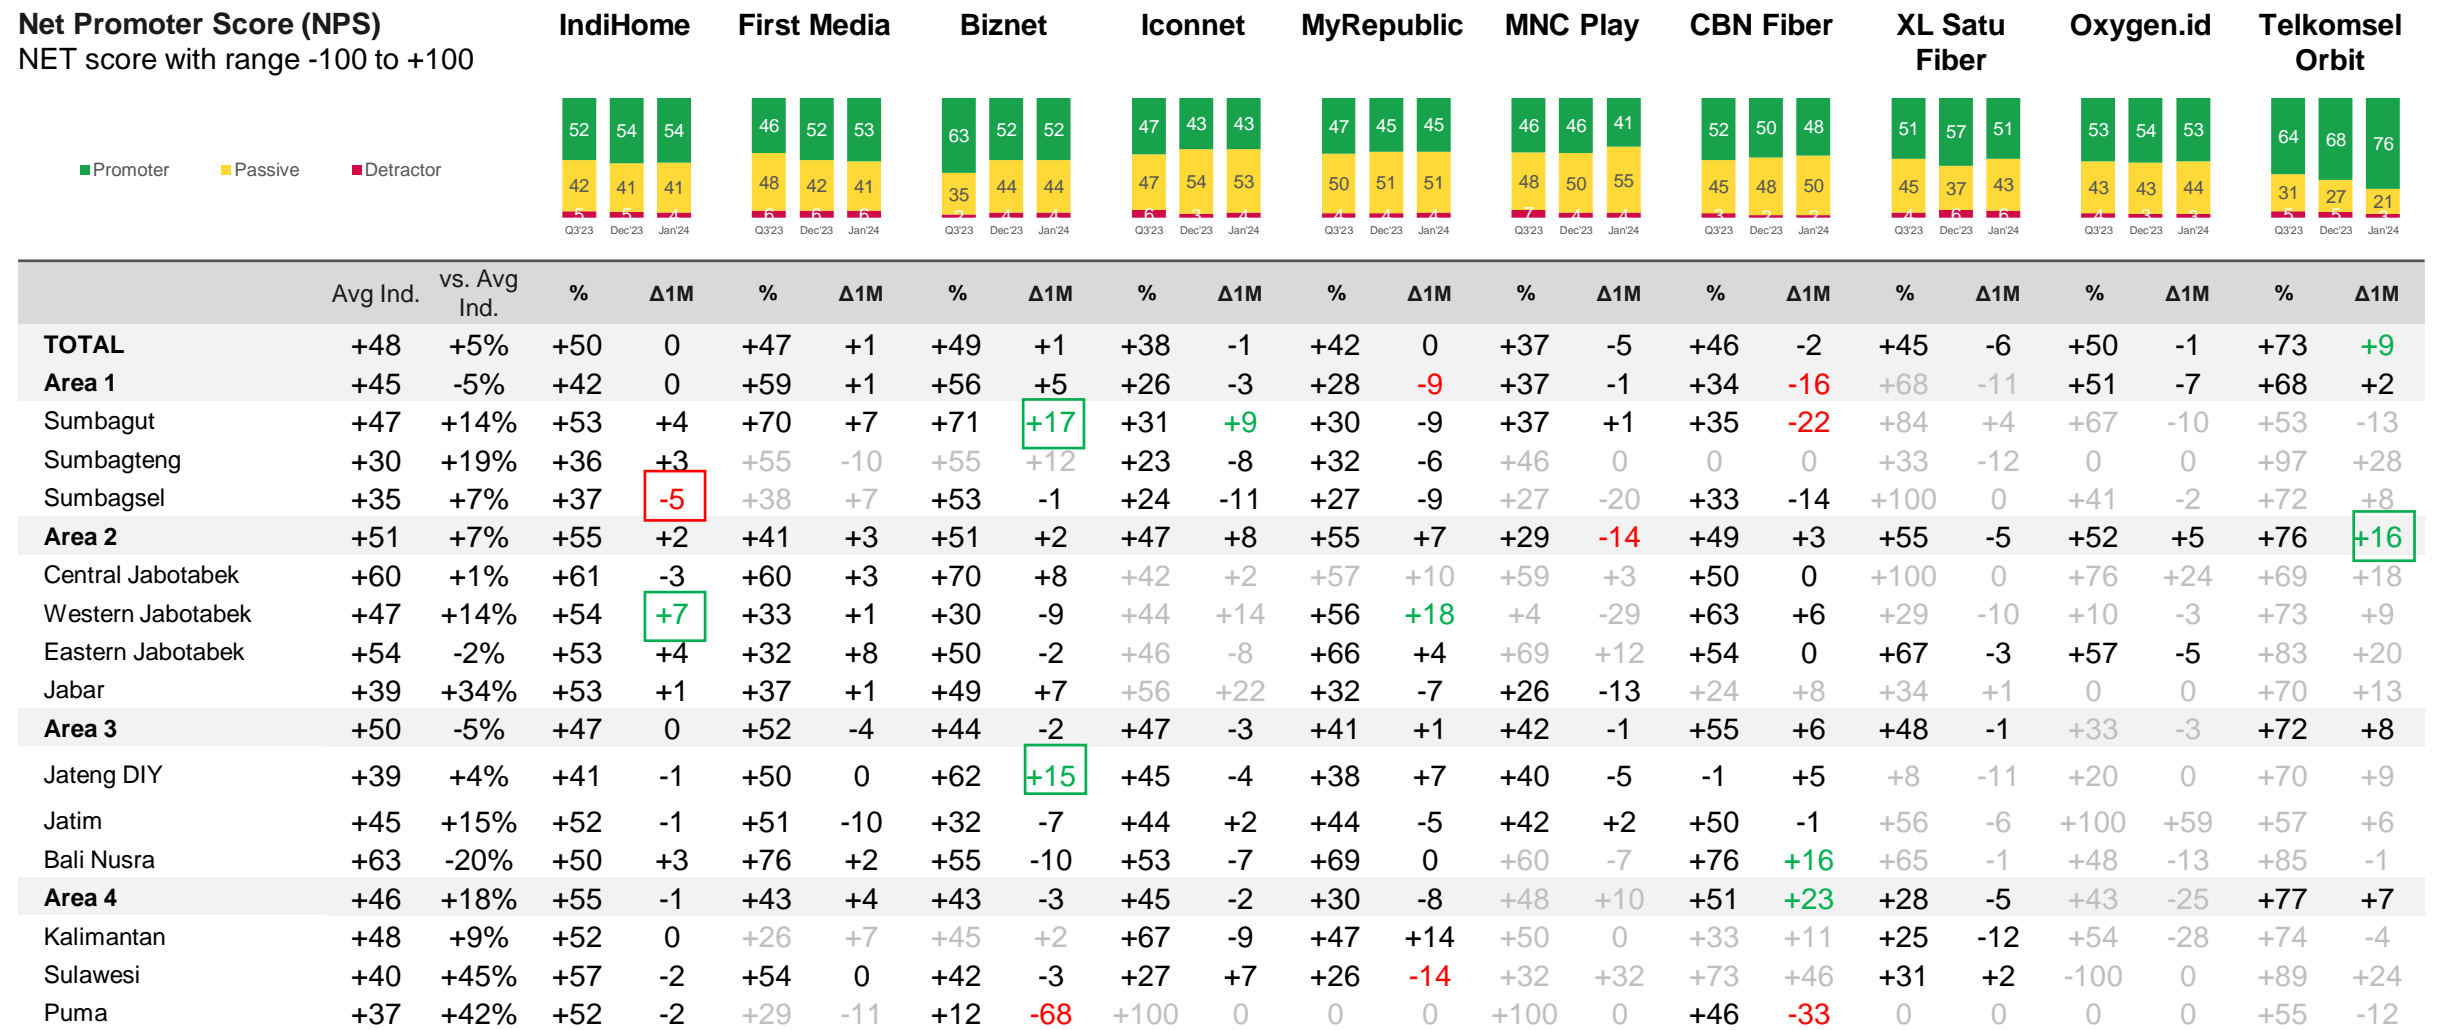 Net Promoter Score (NPS)
NET score with range -100 to +100
IndiHome First Media Biznet Iconnet MyRepublic MNC Play CBN Fiber XL Satu Fiber Oxygen.id Telkomsel Orbit
Promoter Passive Detractor
52 54 54 46 52 53 63 52 52 47 43 43 47 45 45 46 46 41 52 50 48 51 57 51 53 54 53 64 68 76
42 41 41 48 42 41 35 44 44 47 54 53 50 51 51 48 50 55 45 48 50 45 37 43 43 43 44 31 27 21
5 5 4 6 6 6 2 4 4 6 3 4 4 4 4 7 4 4 3 2 2 4 6 6 4 3 3 5 5 3
Q3'23 Dec'23 Jan'24 Q3'23 Dec'23 Jan'24 Q3'23 Dec'23 Jan'24 Q3'23 Dec'23 Jan'24 Q3'23 Dec'23 Jan'24 Q3'23 Dec'23 Jan'24 Q3'23 Dec'23 Jan'24 Q3'23 Dec'23 Jan'24 Q3'23 Dec'23 Jan'24 Q3'23 Dec'23 Jan'24
Avg Ind. vs. Avg Ind. % Δ1M % Δ1M % Δ1M % Δ1M % Δ1M % Δ1M % Δ1M % Δ1M % Δ1M % Δ1M
TOTAL +48 +5% +50 0 +47 +1 +49 +1 +38 -1 +42 0 +37 -5 +46 -2 +45 -6 +50 -1 +73 +9
Area 1 +45 -5% +42 0 +59 +1 +56 +5 +26 -3 +28 -9 +37 -1 +34 -16 +68 -11 +51 -7 +68 +2
Sumbagut +47 +14% +53 +4 +70 +7 +71 +17 +31 +9 +30 -9 +37 +1 +35 -22 +84 +4 +67 -10 +53 -13
Sumbagteng +30 +19% +36 +3 +55 -10 +55 +12 +23 -8 +32 -6 +46 0 0 0 +33 -12 0 0 +97 +28
Sumbagsel +35 +7% +37 -5 +38 +7 +53 -1 +24 -11 +27 -9 +27 -20 +33 -14 +100 0 +41 -2 +72 +8
Area 2 +51 +7% +55 +2 +41 +3 +51 +2 +47 +8 +55 +7 +29 -14 +49 +3 +55 -5 +52 +5 +76 +16
Central Jabotabek +60 +1% +61 -3 +60 +3 +70 +8 +42 +2 +57 +10 +59 +3 +50 0 +100 0 +76 +24 +69 +18
Western Jabotabek +47 +14% +54 +7 +33 +1 +30 -9 +44 +14 +56 +18 +4 -29 +63 +6 +29 -10 +10 -3 +73 +9
Eastern Jabotabek +54 -2% +53 +4 +32 +8 +50 -2 +46 -8 +66 +4 +69 +12 +54 0 +67 -3 +57 -5 +83 +20
Jabar +39 +34% +53 +1 +37 +1 +49 +7 +56 +22 +32 -7 +26 -13 +24 +8 +34 +1 0 0 +70 +13
Area 3 +50 -5% +47 0 +52 -4 +44 -2 +47 -3 +41 +1 +42 -1 +55 +6 +48 -1 +33 -3 +72 +8
Jateng DIY +39 +4% +41 -1 +50 0 +62 +15 +45 -4 +38 +7 +40 -5 -1 +5 +8 -11 +20 0 +70 +9
Jatim +45 +15% +52 -1 +51 -10 +32 -7 +44 +2 +44 -5 +42 +2 +50 -1 +56 -6 +100 +59 +57 +6
Bali Nusra +63 -20% +50 +3 +76 +2 +55 -10 +53 -7 +69 0 +60 -7 +76 +16 +65 -1 +48 -13 +85 -1
Area 4 +46 +18% +55 -1 +43 +4 +43 -3 +45 -2 +30 -8 +48 +10 +51 +23 +28 -5 +43 -25 +77 +7
Kalimantan +48 +9% +52 0 +26 +7 +45 +2 +67 -9 +47 +14 +50 0 +33 +11 +25 -12 +54 -28 +74 -4
Sulawesi +40 +45% +57 -2 +54 0 +42 -3 +27 +7 +26 -14 +32 +32 +73 +46 +31 +2 -100 0 +89 +24
Puma +37 +42% +52 -2 +29 -11 +12 -68 +100 0 0 0 +100 0 +46 -33 0 0 0 0 +55 -12